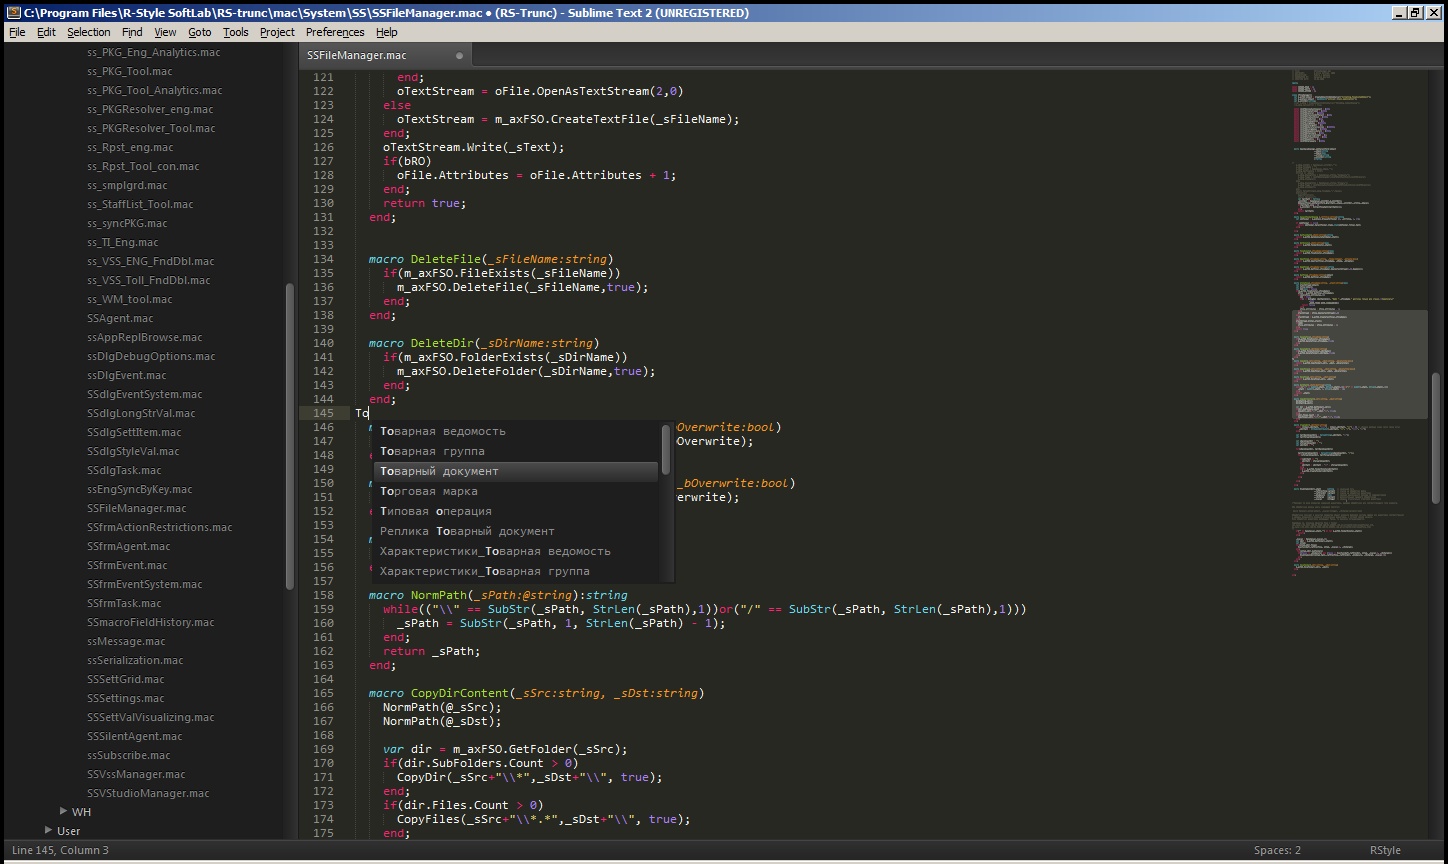 C:\Program Files\R-Style SoftLab\RS-trunc\mac\System\SS\SSFileManager.mac • (RS-Trunc) - Sublime Text 2 (UNREGISTERED)
File Edit Selection Find View Goto Tools Project Preferences Help
ss_PKG_Eng_Analytics.mac
ss_PKG_Tool.mac
ss_PKG_Tool_Analytics.mac
ss_PKGResolver_eng.mac
ss_PKGResolver_Tool.mac
ss_Rpst_eng.mac
ss_Rpst_Tool_con.mac
ss_smplgrd.mac
ss_StaffList_Tool.mac
ss_syncPKG.mac
ss_TI_Eng.mac
ss_VSS_ENG_FndDbl.mac
ss_VSS_Toll_FndDbl.mac
ss_WM_tool.mac
SSAgent.mac
ssAppReplBrowse.mac
ssDlgDebugOptions.mac
ssDlgEvent.mac
SSdlgEventSystem.mac
SSdlgLongStrVal.mac
SSdlgSettItem.mac
SSdlgStyleVal.mac
SSdlgTask.mac
ssEngSyncByKey.mac
SSFileManager.mac
SSfrmActionRestrictions.mac
SSfrmAgent.mac
SSfrmEvent.mac
SSfrmEventSystem.mac
SSfrmTask.mac
SSmacroFieldHistory.mac
ssMessage.mac
ssSerialization.mac
SSSettGrid.mac
SSSettings.mac
SSSettValVisualizing.mac
SSSilentAgent.mac
ssSubscribe.mac
SSVssManager.mac
SSVStudioManager.mac
WH
User
SSFileManager.mac
121 end;
122 oTextStream = oFile.OpenAsTextStream(2,0)
123 else
124 oTextStream = m_axFSO.CreateTextFile(_sFileName);
125 end;
126 oTextStream.Write(_sText);
127 if(bRO)
128 oFile.Attributes = oFile.Attributes + 1;
129 end;
130 return true;
131 end;
132
133
134 macro DeleteFile(_sFileName:string)
135 if(m_axFSO.FileExists(_sFileName))
136 m_axFSO.DeleteFile(_sFileName,true);
137 end;
138 end;
139
140 macro DeleteDir(_sDirName:string)
141 if(m_axFSO.FolderExists(_sDirName))
142 m_axFSO.DeleteFolder(_sDirName,true);
143 end;
144 end;
145 То
146 Overwrite:bool)
147 Overwrite);
148
149
150 _bOverwrite:bool)
151 erwrite);
152
153
154
155
156
157
Товарная ведомость
Товарная группа
Товарный документ
Торговая марка
Типовая операция
Реплика Товарный документ
Характеристики_Товарная ведомость
Характеристики_Товарная группа
158 macro NormPath(_sPath:@string):string
159 while(("\\" == SubStr(_sPath, StrLen(_sPath),1))or("/" == SubStr(_sPath, StrLen(_sPath),1)))
160 _sPath = SubStr(_sPath, 1, StrLen(_sPath) - 1);
161 end;
162 return _sPath;
163 end;
164
165 macro CopyDirContent(_sSrc:string, _sDst:string)
166 NormPath(@_sSrc);
167 NormPath(@_sDst);
168
169 var dir = m_axFSO.GetFolder(_sSrc);
170 if(dir.SubFolders.Count > 0)
171 CopyDir(_sSrc+"\\*",_sDst+"\\", true);
172 end;
173 if(dir.Files.Count > 0)
174 CopyFiles(_sSrc+"\\*.*",_sDst+"\\", true);
175 end;
Line 145, Column 3 Spaces: 2 RStyle